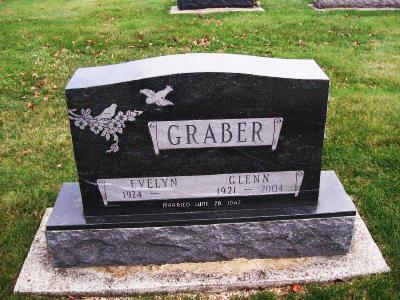 GRABER
EVELYN GLENN
1924 - 1921 - 2004
MARRIED JUNE 28 1947